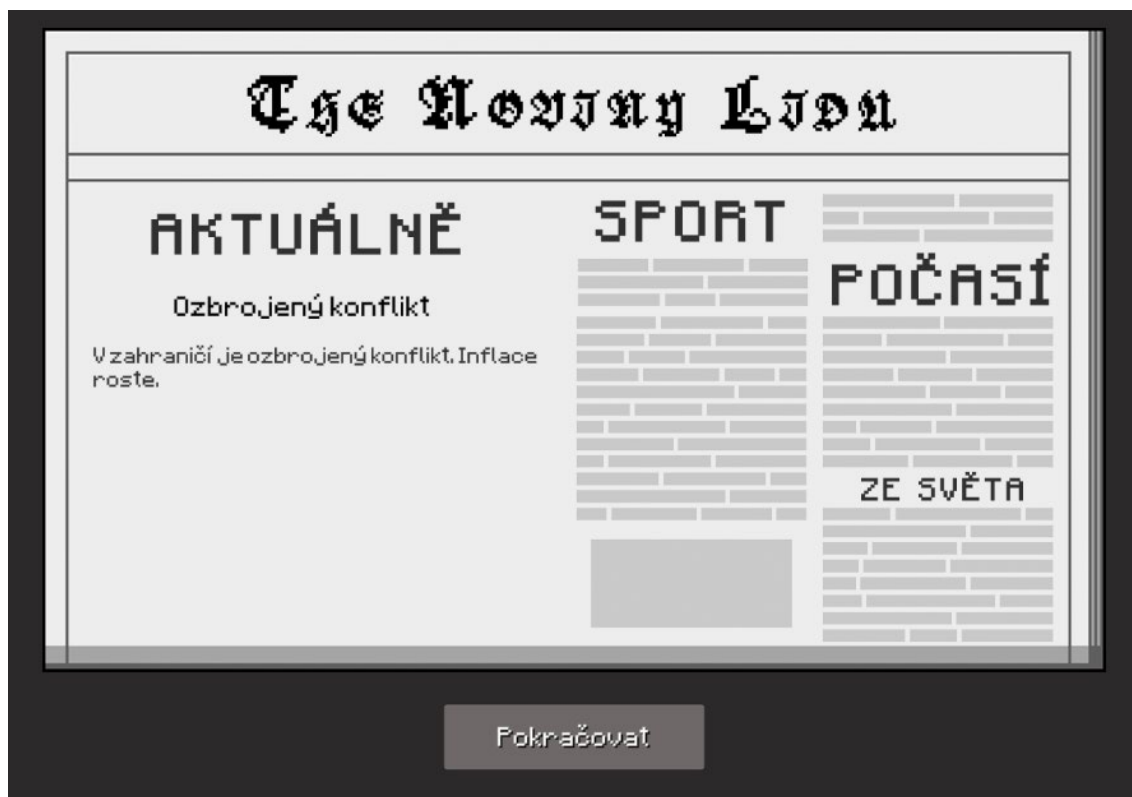 The Noviny Lidu
AKTUÁLNĚ
Ozbrojený konflikt
V zahraničí je ozbrojený konflikt. Inflace
roste.
SPORT
POČASÍ
ZE SVĚTA
Pokračovat